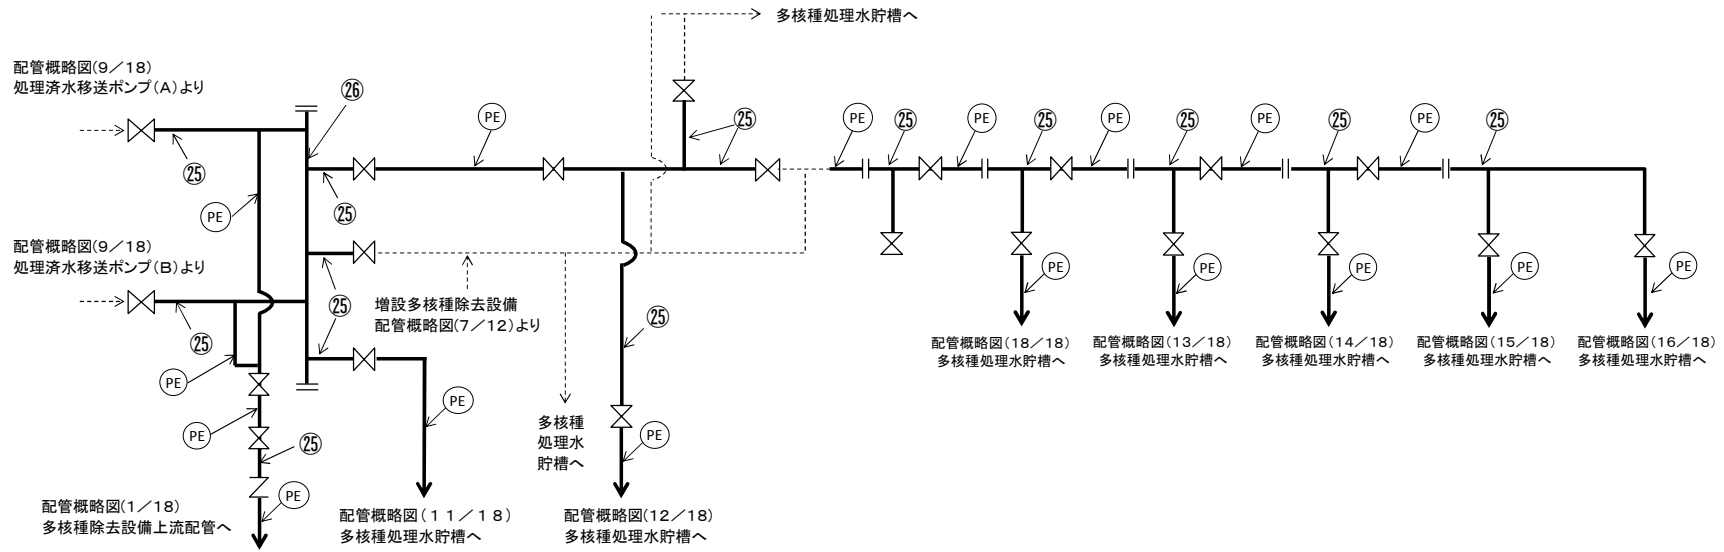 多核種処理水貯槽へ
配管概略図(9／18)
処理済水移送ポンプ(A)より
㉖
PE
㉕
PE
㉕
PE
㉕
PE
㉕
PE
㉕
PE
㉕
㉕
PE
㉕
配管概略図(9／18)
処理済水移送ポンプ(B)より
㉕
㉕
増設多核種除去設備
配管概略図(7／12)より
㉕
PE
PE
PE
PE
PE
配管概略図(18／18)
多核種処理水貯槽へ
配管概略図(13／18)
多核種処理水貯槽へ
配管概略図(14／18)
多核種処理水貯槽へ
配管概略図(15／18)
多核種処理水貯槽へ
配管概略図(16／18)
多核種処理水貯槽へ
PE
PE
PE
㉕
多核種
処理水
貯槽へ
PE
PE
配管概略図(1／18)
多核種除去設備上流配管へ
配管概略図(１１／１８)
多核種処理水貯槽へ
配管概略図(12／18)
多核種処理水貯槽へ